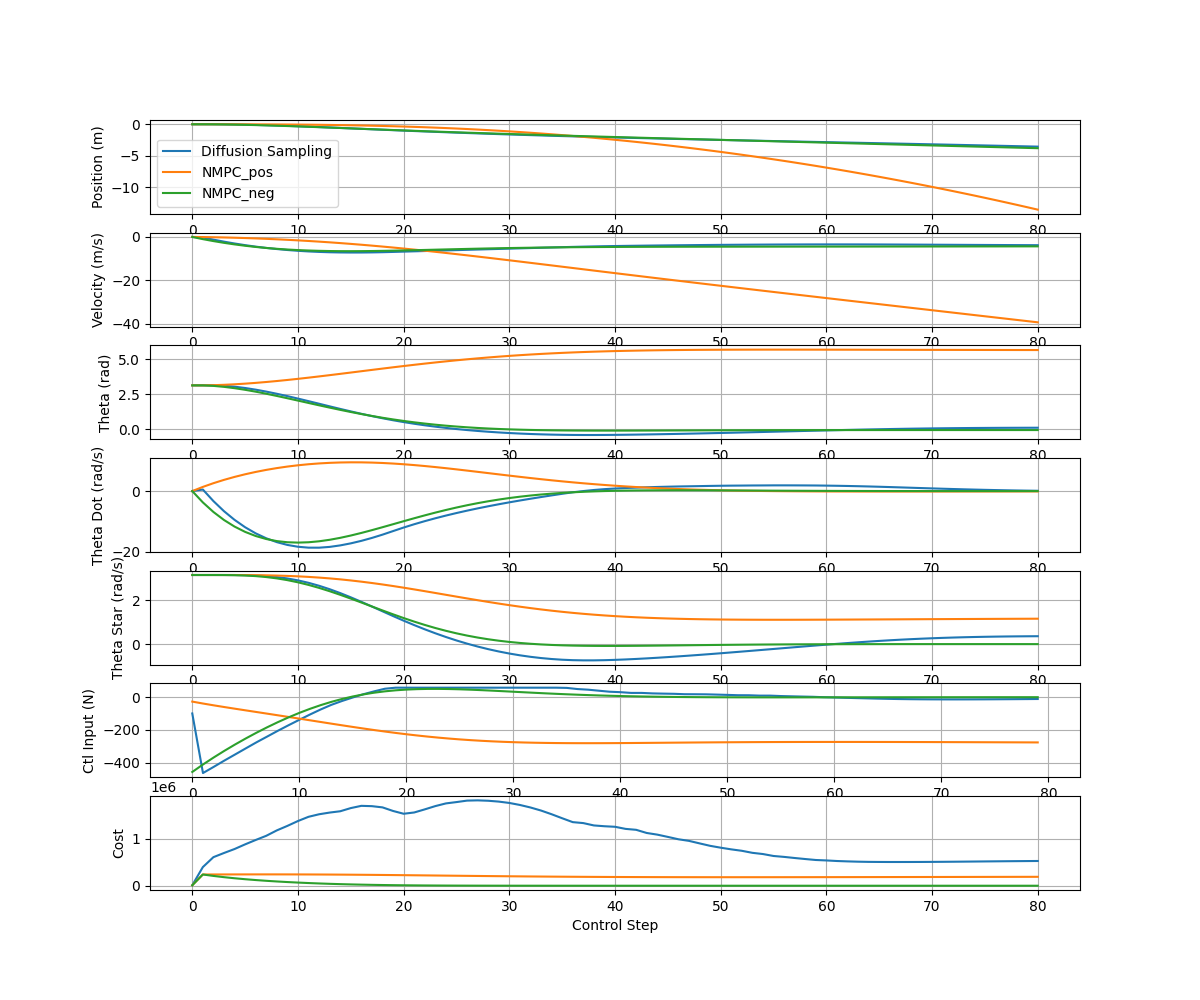 Position (m)
0
−5
−10
Diffusion Sampling
NMPC_pos
NMPC_neg
0 10 20 30 40 50 60 70 80
Velocity (m/s)
0
−20
−40
0 10 20 30 40 50 60 70 80
Theta (rad)
5.0
2.5
0.0
0 10 20 30 40 50 60 70 80
Theta Dot (rad/s)
0
−20
0 10 20 30 40 50 60 70 80
Theta Star (rad/s)
2
0
0 10 20 30 40 50 60 70 80
Ctl Input (N)
0
−200
−400
0 10 20 30 40 50 60 70 80
1e6
Cost
1
0
0 10 20 30 40 50 60 70 80
Control Step